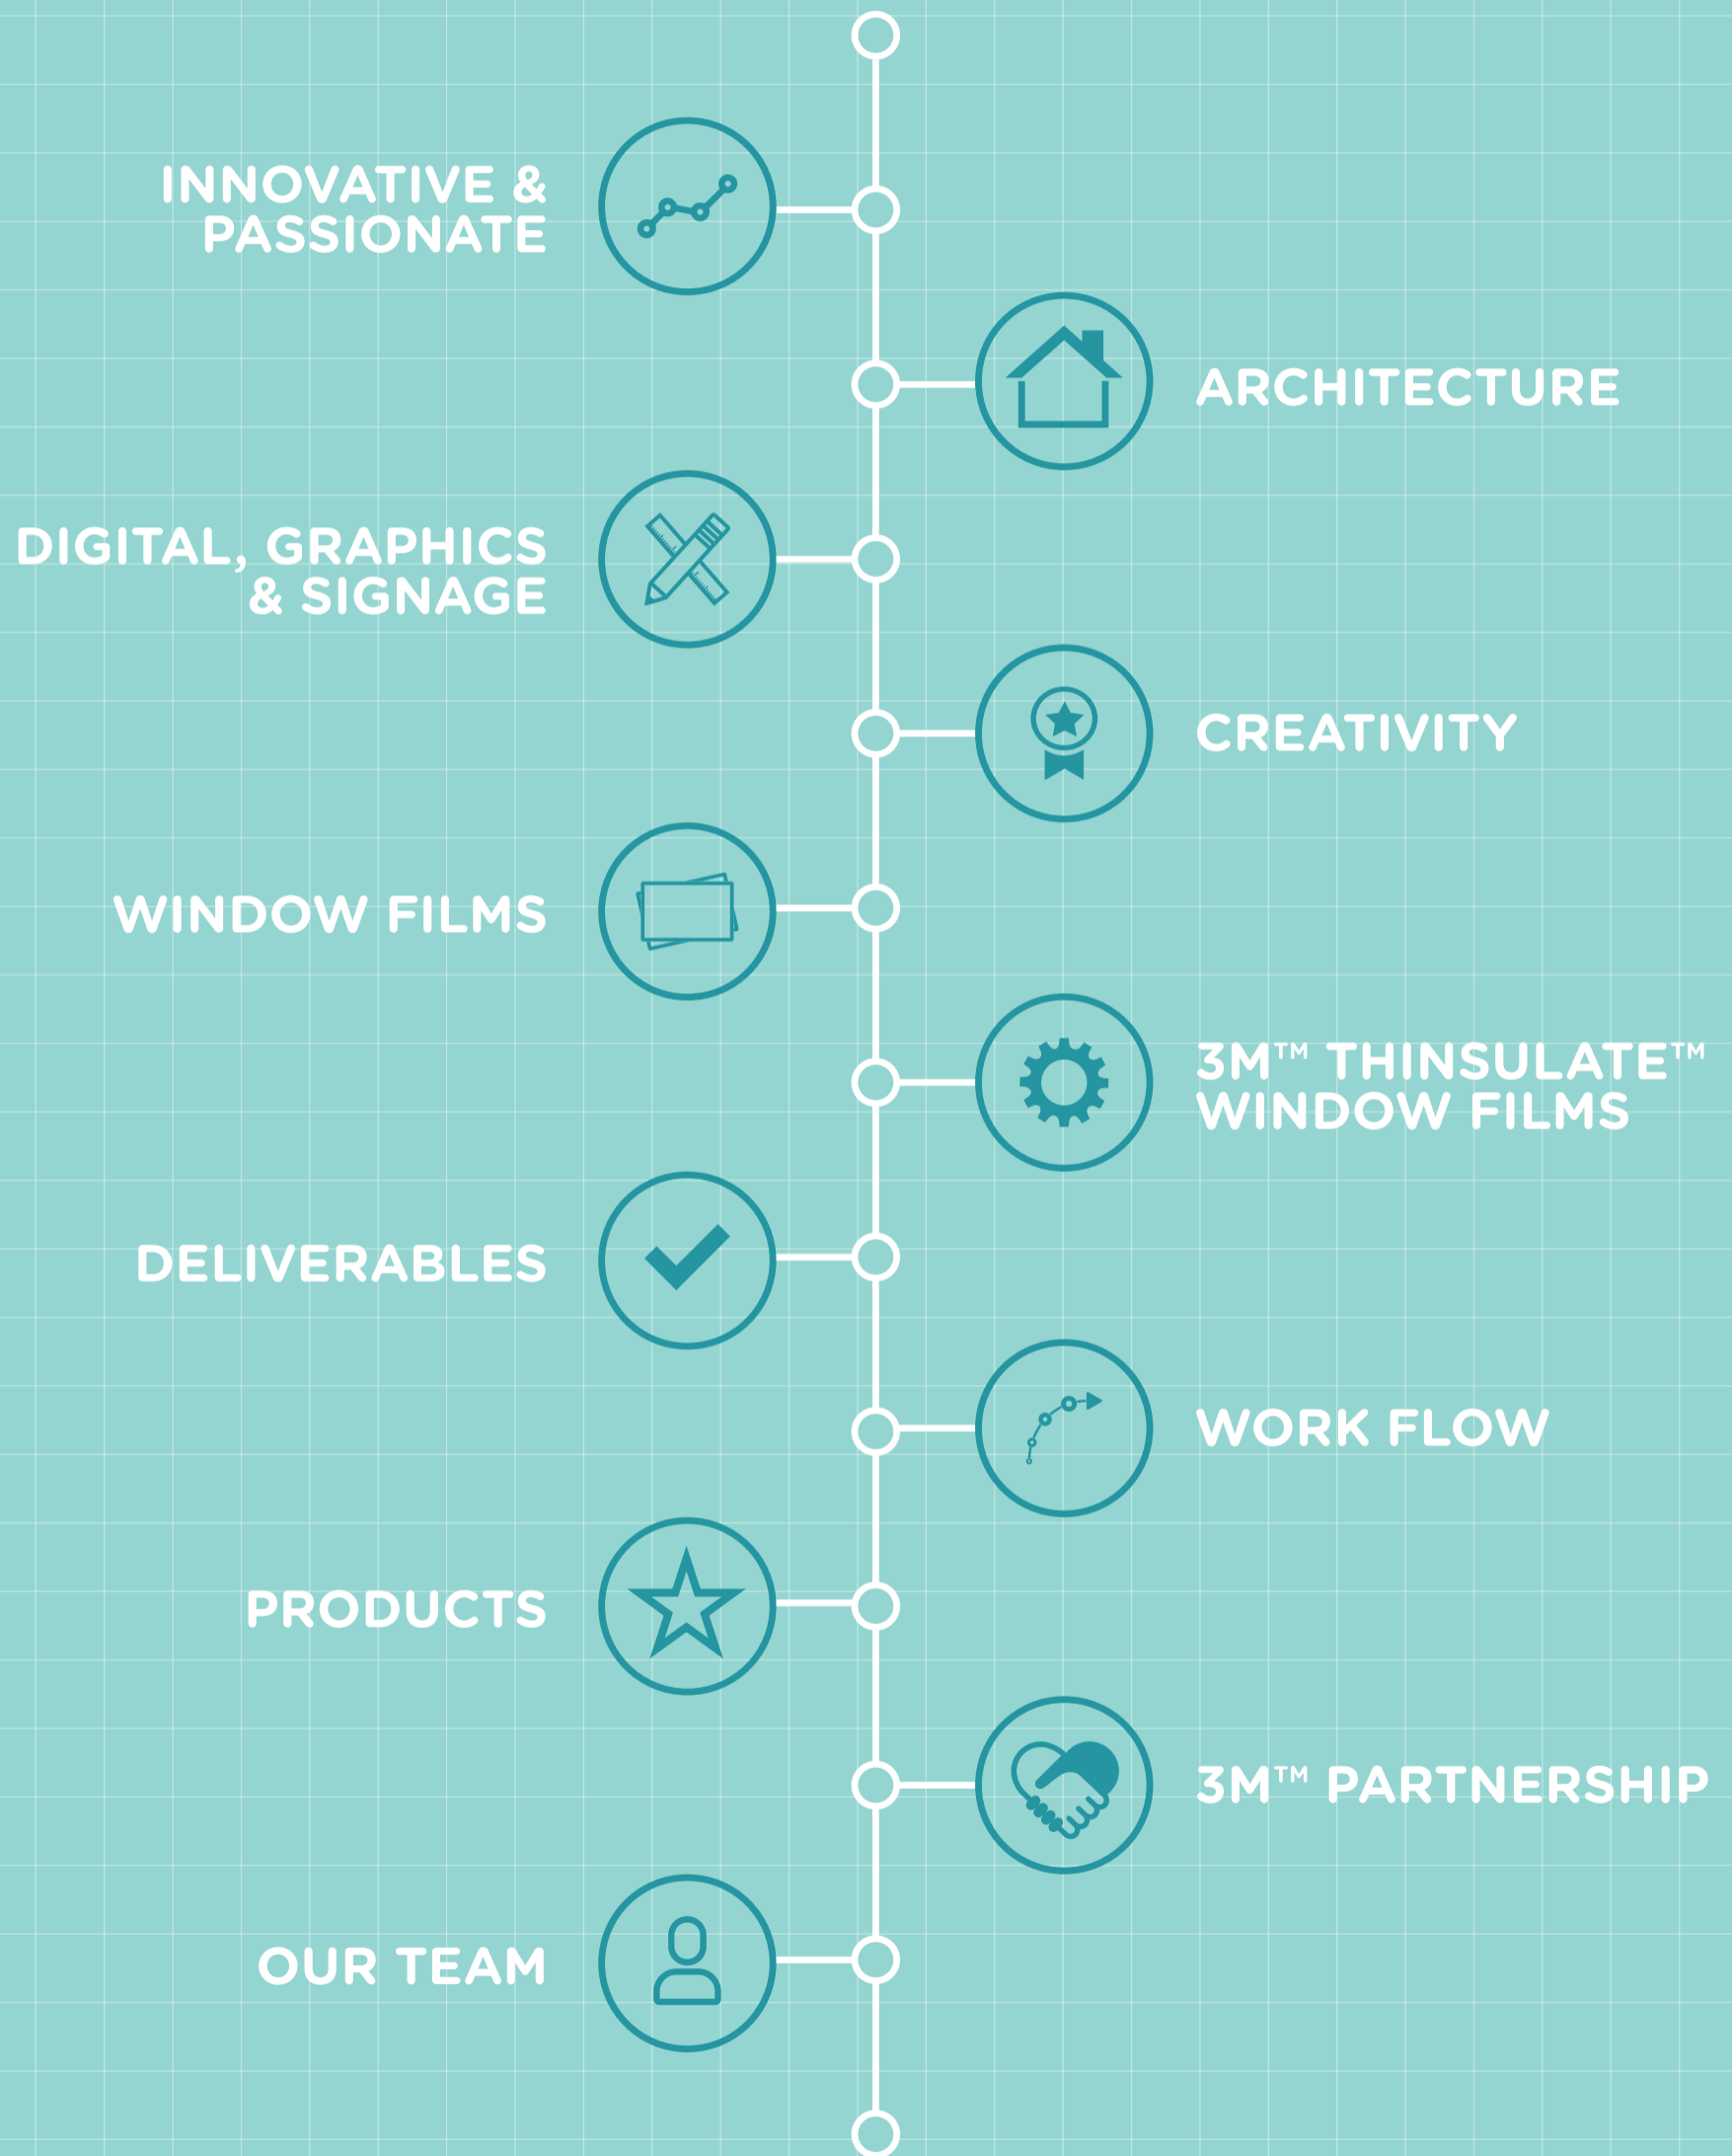 INNOVATIVE &
PASSIONATE
ARCHITECTURE
DIGITAL, GRAPHICS
& SIGNAGE
CREATIVITY
WINDOW FILMS
3M™ THINSULATE™
WINDOW FILMS
DELIVERABLES
WORK FLOW
PRODUCTS
3M™ PARTNERSHIP
OUR TEAM